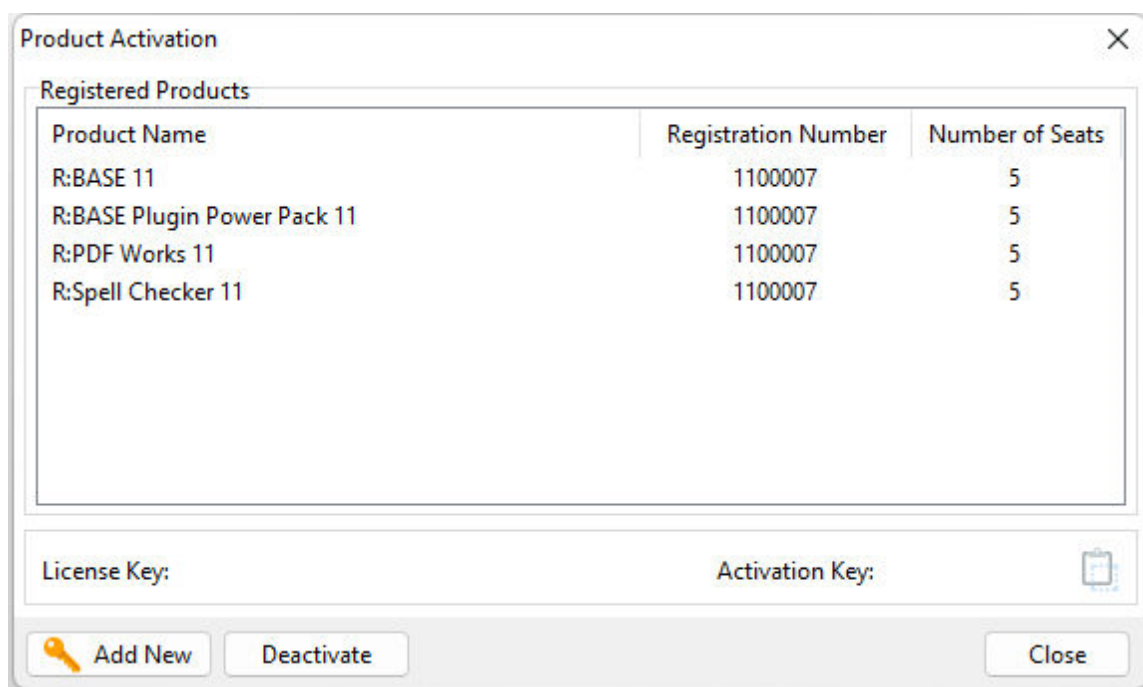 Product Activation
Registered Products
Product Name Registration Number Number of Seats
R:BASE 11 1100007 5
R:BASE Plugin Power Pack 11 1100007 5
R:PDF Works 11 1100007 5
R:Spell Checker 11 1100007 5
License Key: Activation Key:
Add New Deactivate Close